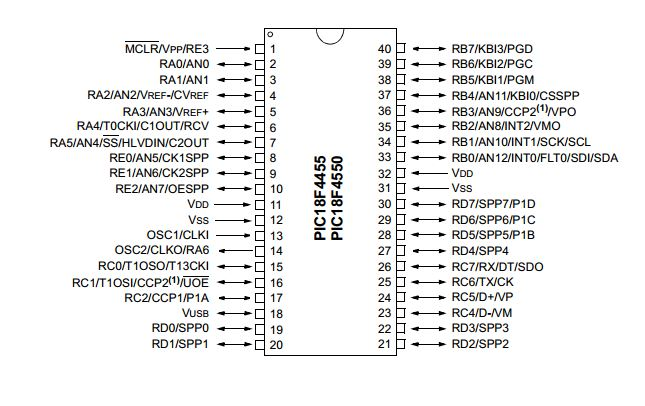 MCLR/VPP/RE3 1
RA0/AN0 2
RA1/AN1 3
RA2/AN2/VREF-/CVREF 4
RA3/AN3/VREF+ 5
RA4/T0CKI/C1OUT/RCV 6
RA5/AN4/SS/HLVDIN/C2OUT 7
RE0/AN5/CK1SPP 8
RE1/AN6/CK2SPP 9
RE2/AN7/OESPP 10
VDD 11
VSS 12
OSC1/CLKI 13
OSC2/CLKO/RA6 14
RC0/T1OSO/T13CKI 15
RC1/T1OSI/CCP2(1)/UOE 16
RC2/CCP1/P1A 17
VUSB 18
RD0/SPP0 19
RD1/SPP1 20
PIC18F4455
PIC18F4550
40 RB7/KBI3/PGD
39 RB6/KBI2/PGC
38 RB5/KBI1/PGM
37 RB4/AN11/KBI0/CSSPP
36 RB3/AN9/CCP2(1)/VPO
35 RB2/AN8/INT2/VMO
34 RB1/AN10/INT1/SCK/SCL
33 RB0/AN12/INT0/FLT0/SDI/SDA
32 VDD
31 VSS
30 RD7/SPP7/P1D
29 RD6/SPP6/P1C
28 RD5/SPP5/P1B
27 RD4/SPP4
26 RC7/RX/DT/SDO
25 RC6/TX/CK
24 RC5/D+/VP
23 RC4/D-/VM
22 RD3/SPP3
21 RD2/SPP2